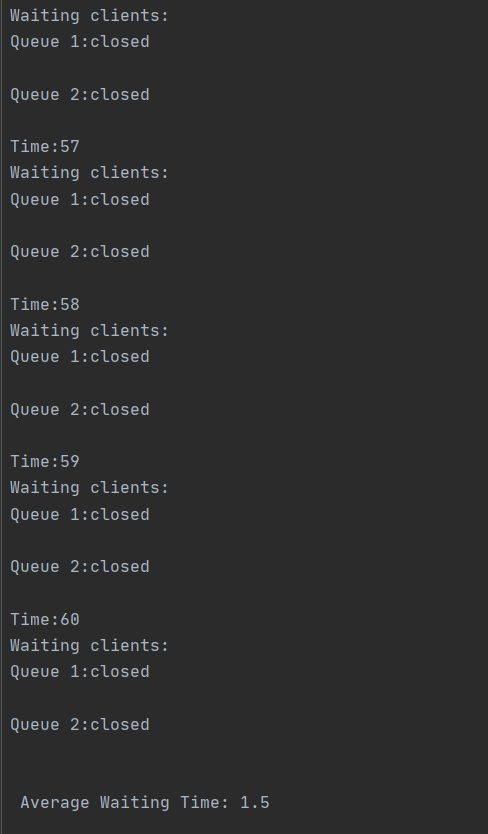 Waiting clients:
Queue 1:closed
Queue 2:closed
Time:57
Waiting clients:
Queue 1:closed
Queue 2:closed
Time:58
Waiting clients:
Queue 1:closed
Queue 2:closed
Time:59
Waiting clients:
Queue 1:closed
Queue 2:closed
Time:60
Waiting clients:
Queue 1:closed
Queue 2:closed
Average Waiting Time: 1.5